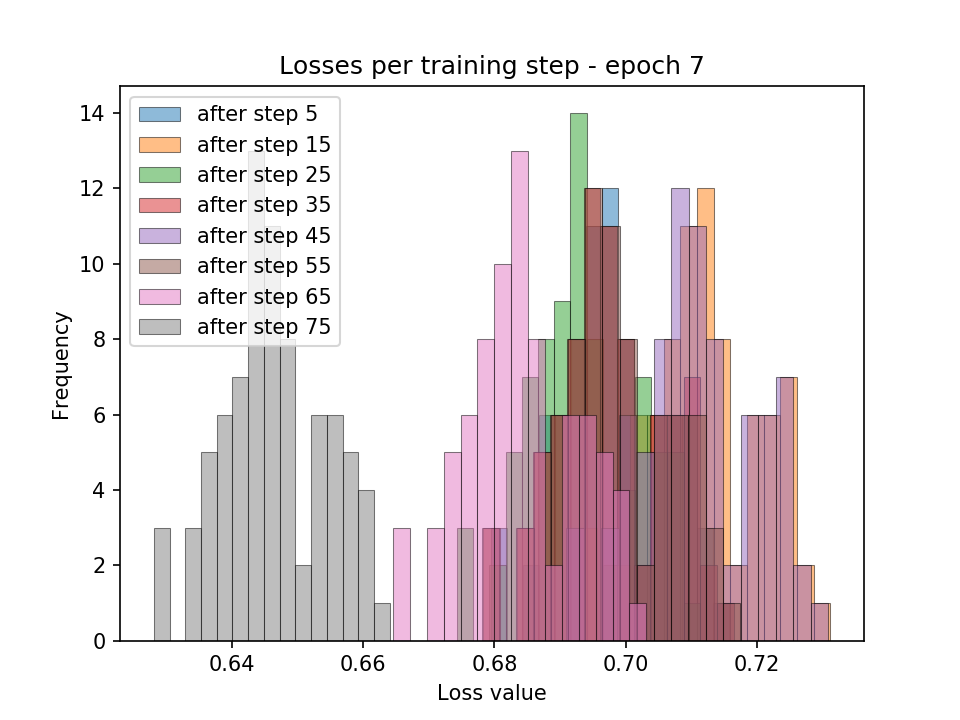 Losses per training step - epoch 7
after step 5
after step 15
after step 25
after step 35
after step 45
after step 55
after step 65
after step 75
14
12
10
8
6
4
2
0
Frequency
0.64 0.66 0.68 0.70 0.72
Loss value